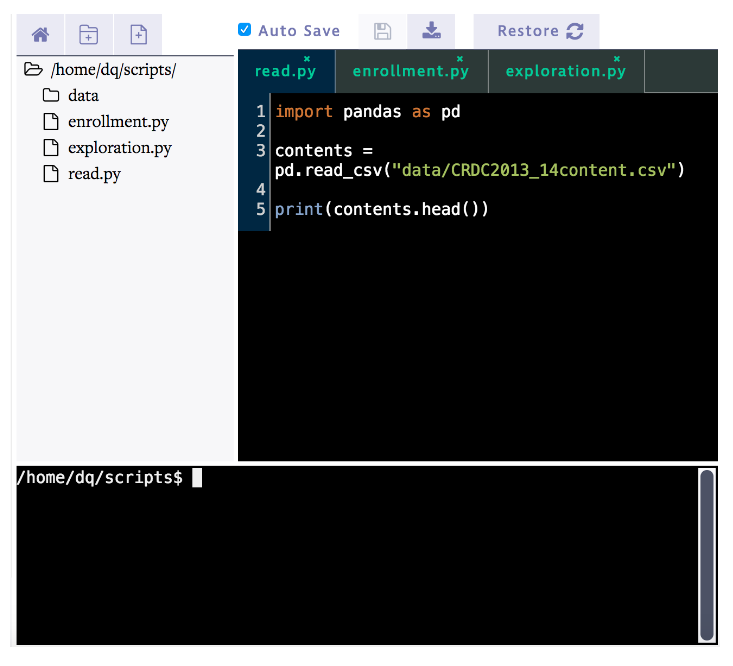 Auto Save
Restore
/home/dq/scripts/
data
enrollment.py
exploration.py
read.py
read.py ×
enrollment.py ×
exploration.py ×
1 import pandas as pd
2
3 contents =
pd.read_csv("data/CRDC2013_14content.csv")
4
5 print(contents.head())
/home/dq/scripts$